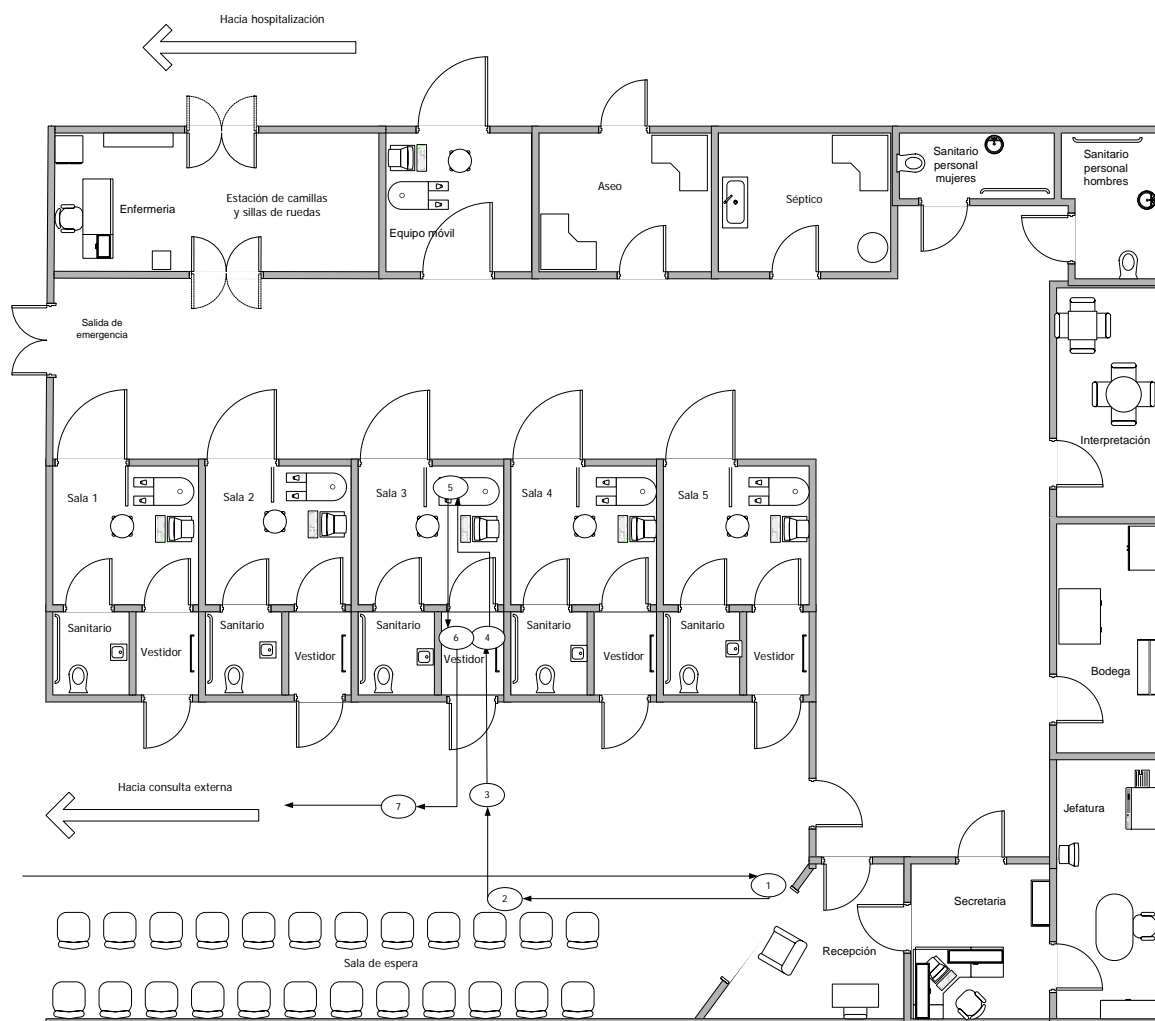 Hacia hospitalización
Enfermeria
Estación de camillas
y sillas de ruedas
Equipo móvil
Aseo
Séptico
Sanitario
personal
mujeres
Sanitario
personal
hombres
Salida de
emergencia
Interpretación
Sala 1
Sala 2
Sala 3
5
Sala 4
Sala 5
Sanitario
Vestidor
Sanitario
Vestidor
Sanitario
6
4
Vestidor
Sanitario
Vestidor
Sanitario
Vestidor
Bodega
Hacia consulta externa
7
3
Jefatura
1
2
Secretaria
Recepción
Sala de espera